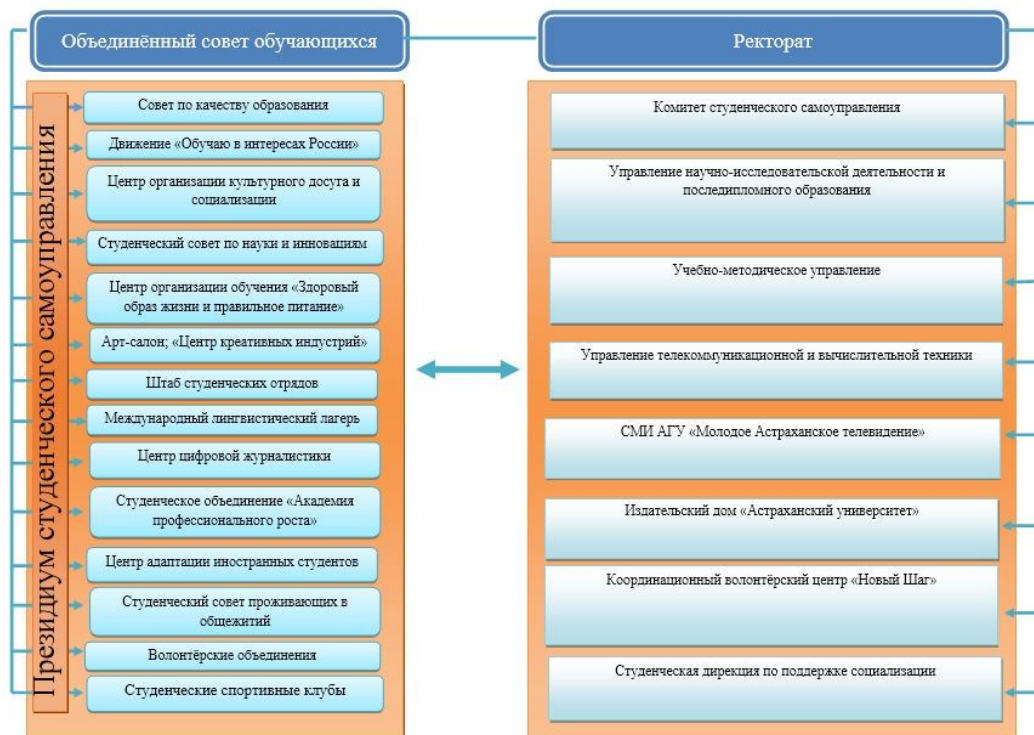 Объединённый совет обучающихся
Ректорат
Президиум студенческого самоуправления
Совет по качеству образования
Движение «Обучаю в интересах России»
Центр организации культурного досуга и
социализации
Студенческий совет по науки и инновациям
Центр организации обучения «Здоровый
образ жизни и правильное питание»
Арт-салон; «Центр креативных индустрий»
Штаб студенческих отрядов
Международный лингвистический лагерь
Центр цифровой журналистики
Студенческое объединение «Академия
профессионального роста»
Центр адаптации иностранных студентов
Студенческий совет проживающих в
общежитий
Волонтёрские объединения
Студенческие спортивные клубы
Комитет студенческого самоуправления
Управление научно-исследовательской деятельности и
последипломного образования
Учебно-методическое управление
Управление телекоммуникационной и вычислительной техники
СМИ АГУ «Молодое Астраханское телевидение»
Издательский дом «Астраханский университет»
Координационный волонтёрский центр «Новый Шаг»
Студенческая дирекция по поддержке социализации